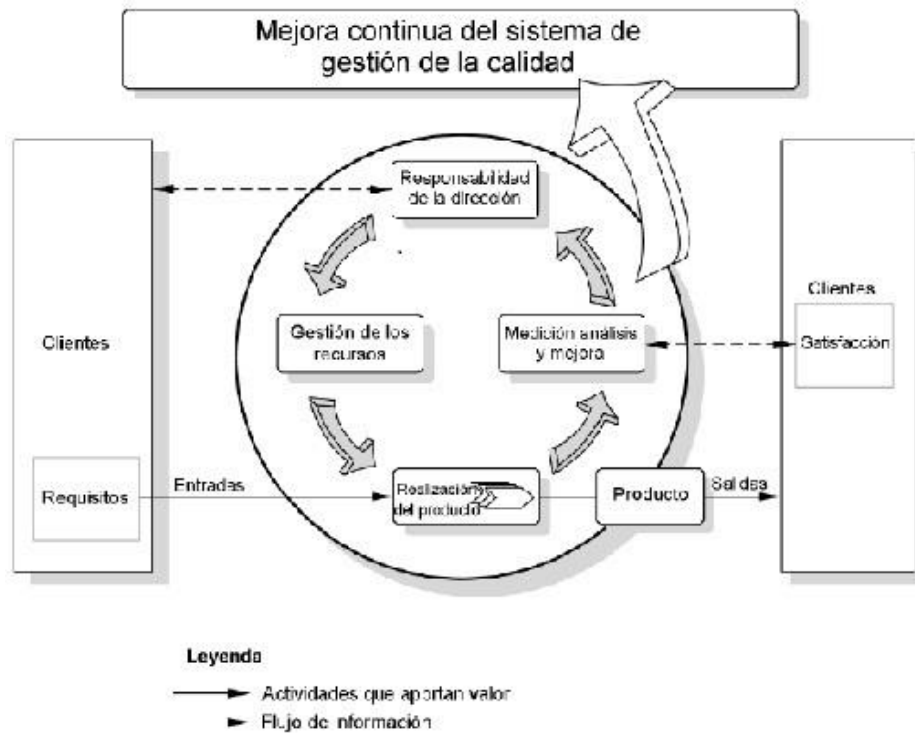 Mejora continua del sistema de
gestión de la calidad
Responsabilidad
de la dirección
Clientes
Clientes
Gestión de los
recursos
Medición análisis
y mejora
Satisfacción
Requisitos
Entradas
Realización
del producto
Producto
Salidas
Leyenda
Actividades que aportan valor
Flujo de información